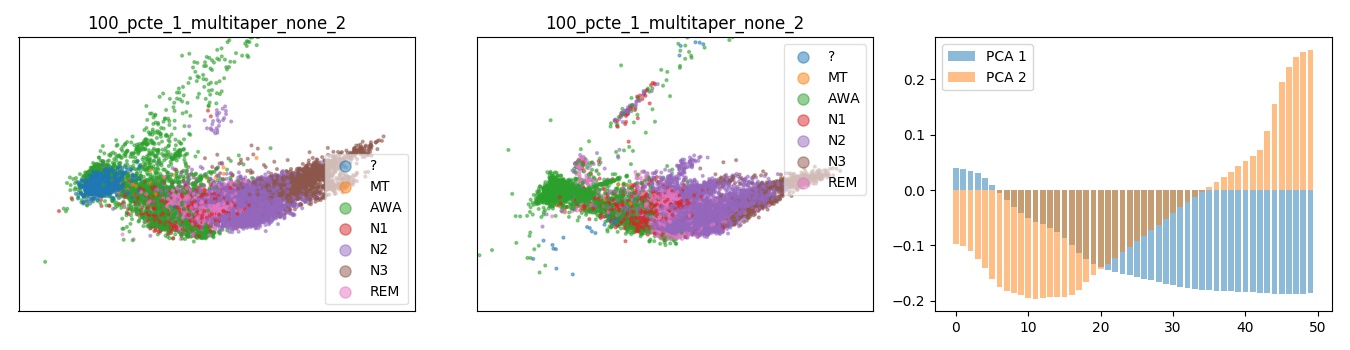 100_pcte_1_multitaper_none_2
?
MT
AWA
N1
N2
N3
REM
100_pcte_1_multitaper_none_2
?
MT
AWA
N1
N2
N3
REM
PCA 1
PCA 2
0.2
0.1
0.0
−0.1
−0.2
0 10 20 30 40 50